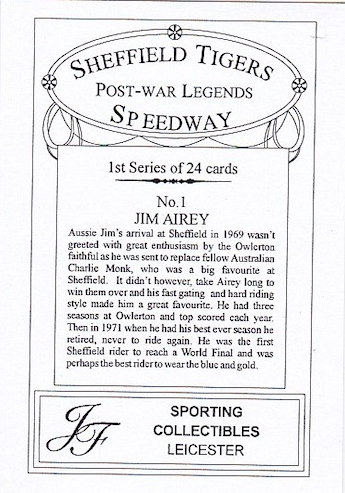 SHEFFIELD TIGERS
POST-WAR LEGENDS
SPEEDWAY
1st Series of 24 cards
No.1
JIM AIREY
Aussie Jim's arrival at Sheffield in 1969 wasn't
greeted with great enthusiasm by the Owlerton
faithful as he was sent to replace fellow Australian
Charlie Monk, who was a big favourite at
Sheffield. It didn't however, take Airey long to
win them over and his fast gating and hard riding
style made him a great favourite. He had three
seasons at Owlerton and top scored each year.
Then in 1971 when he had his best ever season he
retired, never to ride again. He was the first
Sheffield rider to reach a World Final and was
perhaps the best rider to wear the blue and gold.
JF
SPORTING
COLLECTIBLES
LEICESTER